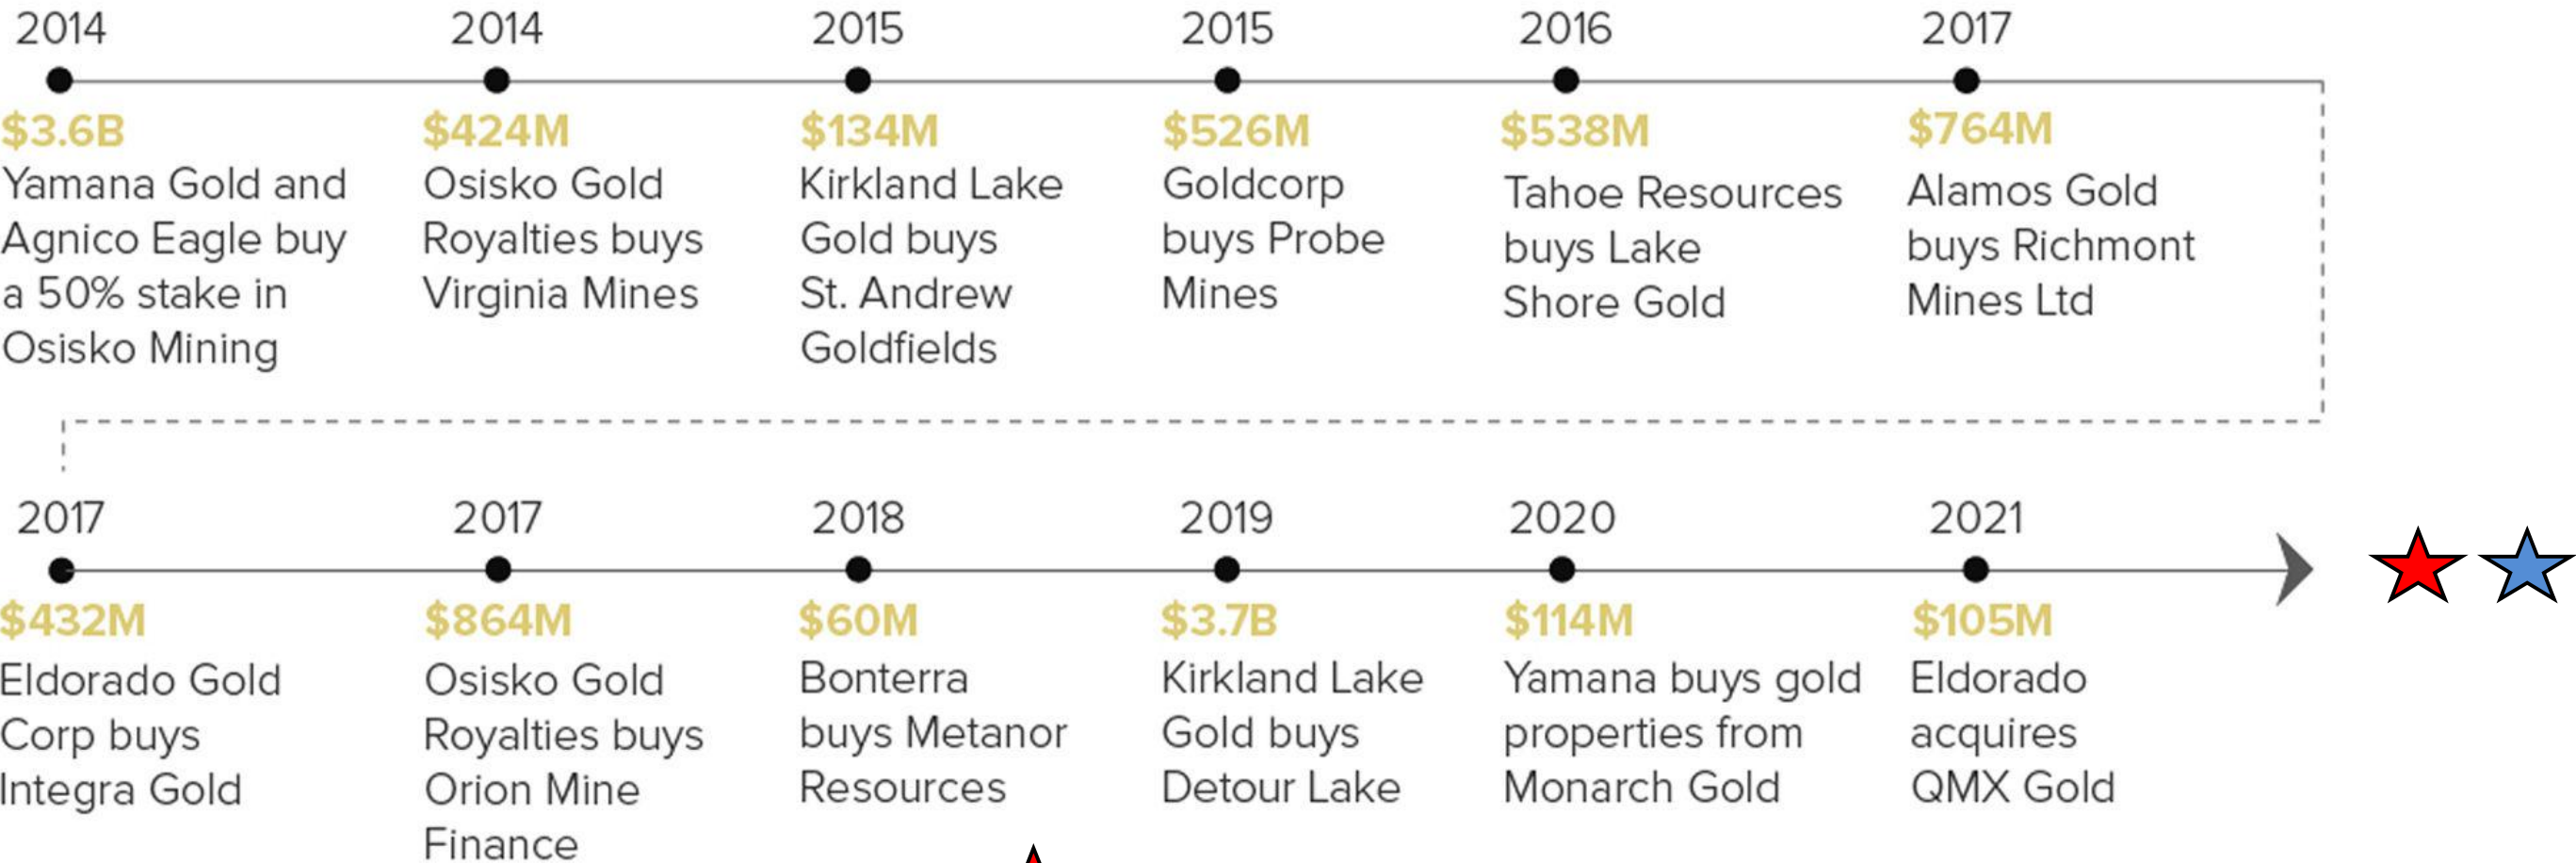 2014
$3.6B
Yamana Gold and
Agnico Eagle buy
a 50% stake in
Osisko Mining
2014
$424M
Osisko Gold
Royalties buys
Virginia Mines
2015
$134M
Kirkland Lake
Gold buys
St. Andrew
Goldfields
2015
$526M
Goldcorp
buys Probe
Mines
2016
$538M
Tahoe Resources
buys Lake
Shore Gold
2017
$764M
Alamos Gold
buys Richmont
Mines Ltd
2017
$432M
Eldorado Gold
Corp buys
Integra Gold
2017
$864M
Osisko Gold
Royalties buys
Orion Mine
Finance
2018
$60M
Bonterra
buys Metanor
Resources
2019
$3.7B
Kirkland Lake
Gold buys
Detour Lake
2020
$114M
Yamana buys gold
properties from
Monarch Gold
2021
$105M
Eldorado
acquires
QMX Gold